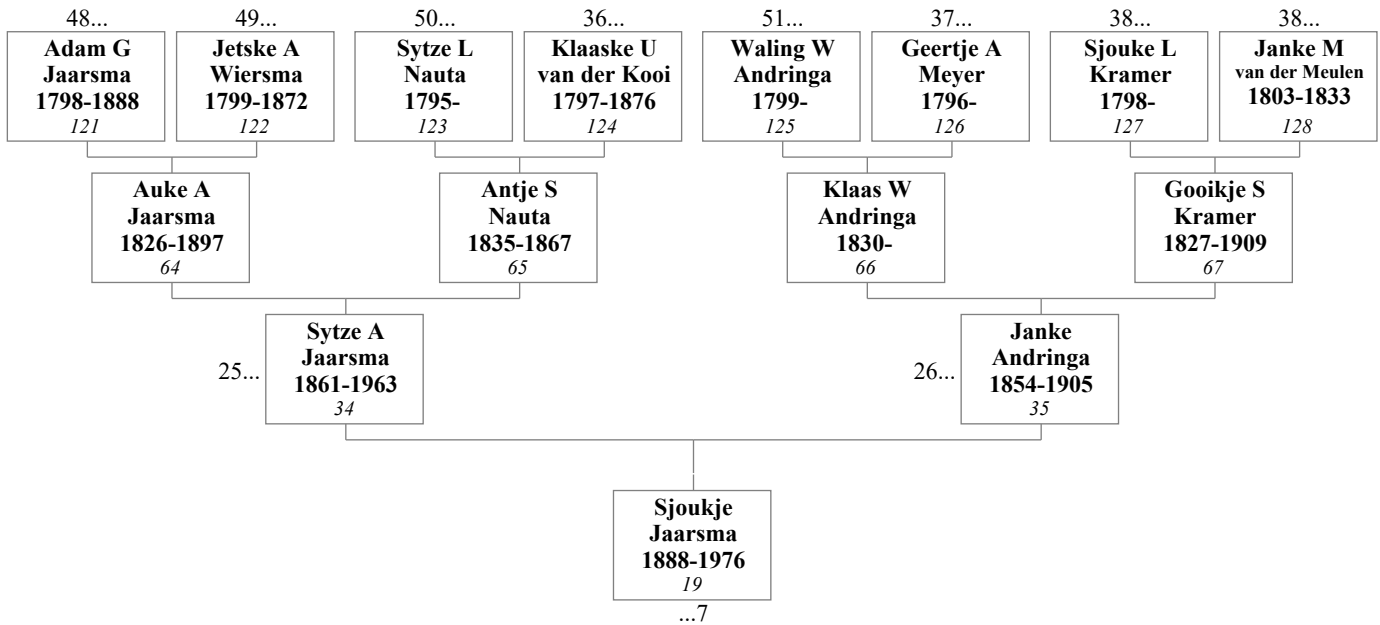 48... 49... 50... 36... 51... 37... 38... 38...
Adam G
Jaarsma
1798-1888
121
Jetske A
Wiersma
1799-1872
122
Sytze L
Nauta
1795-
123
Klaaske U
van der Kooi
1797-1876
124
Waling W
Andringa
1799-
125
Geertje A
Meyer
1796-
126
Sjouke L
Kramer
1798-
127
Janke M
van der Meulen
1803-1833
128
Auke A
Jaarsma
1826-1897
64
Antje S
Nauta
1835-1867
65
Klaas W
Andringa
1830-
66
Gooikje S
Kramer
1827-1909
67
25...
Sytze A
Jaarsma
1861-1963
34
26...
Janke
Andringa
1854-1905
35
Sjoukje
Jaarsma
1888-1976
19
...7